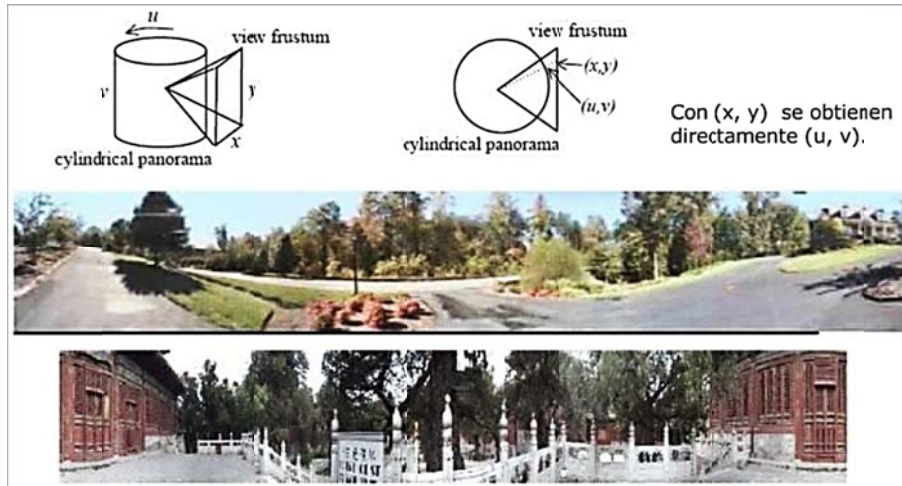 u
view frustum
v
y
x
cylindrical panorama
view frustum
(x,y)
(u,v)
cylindrical panorama
Con (x, y) se obtienen
directamente (u, v).